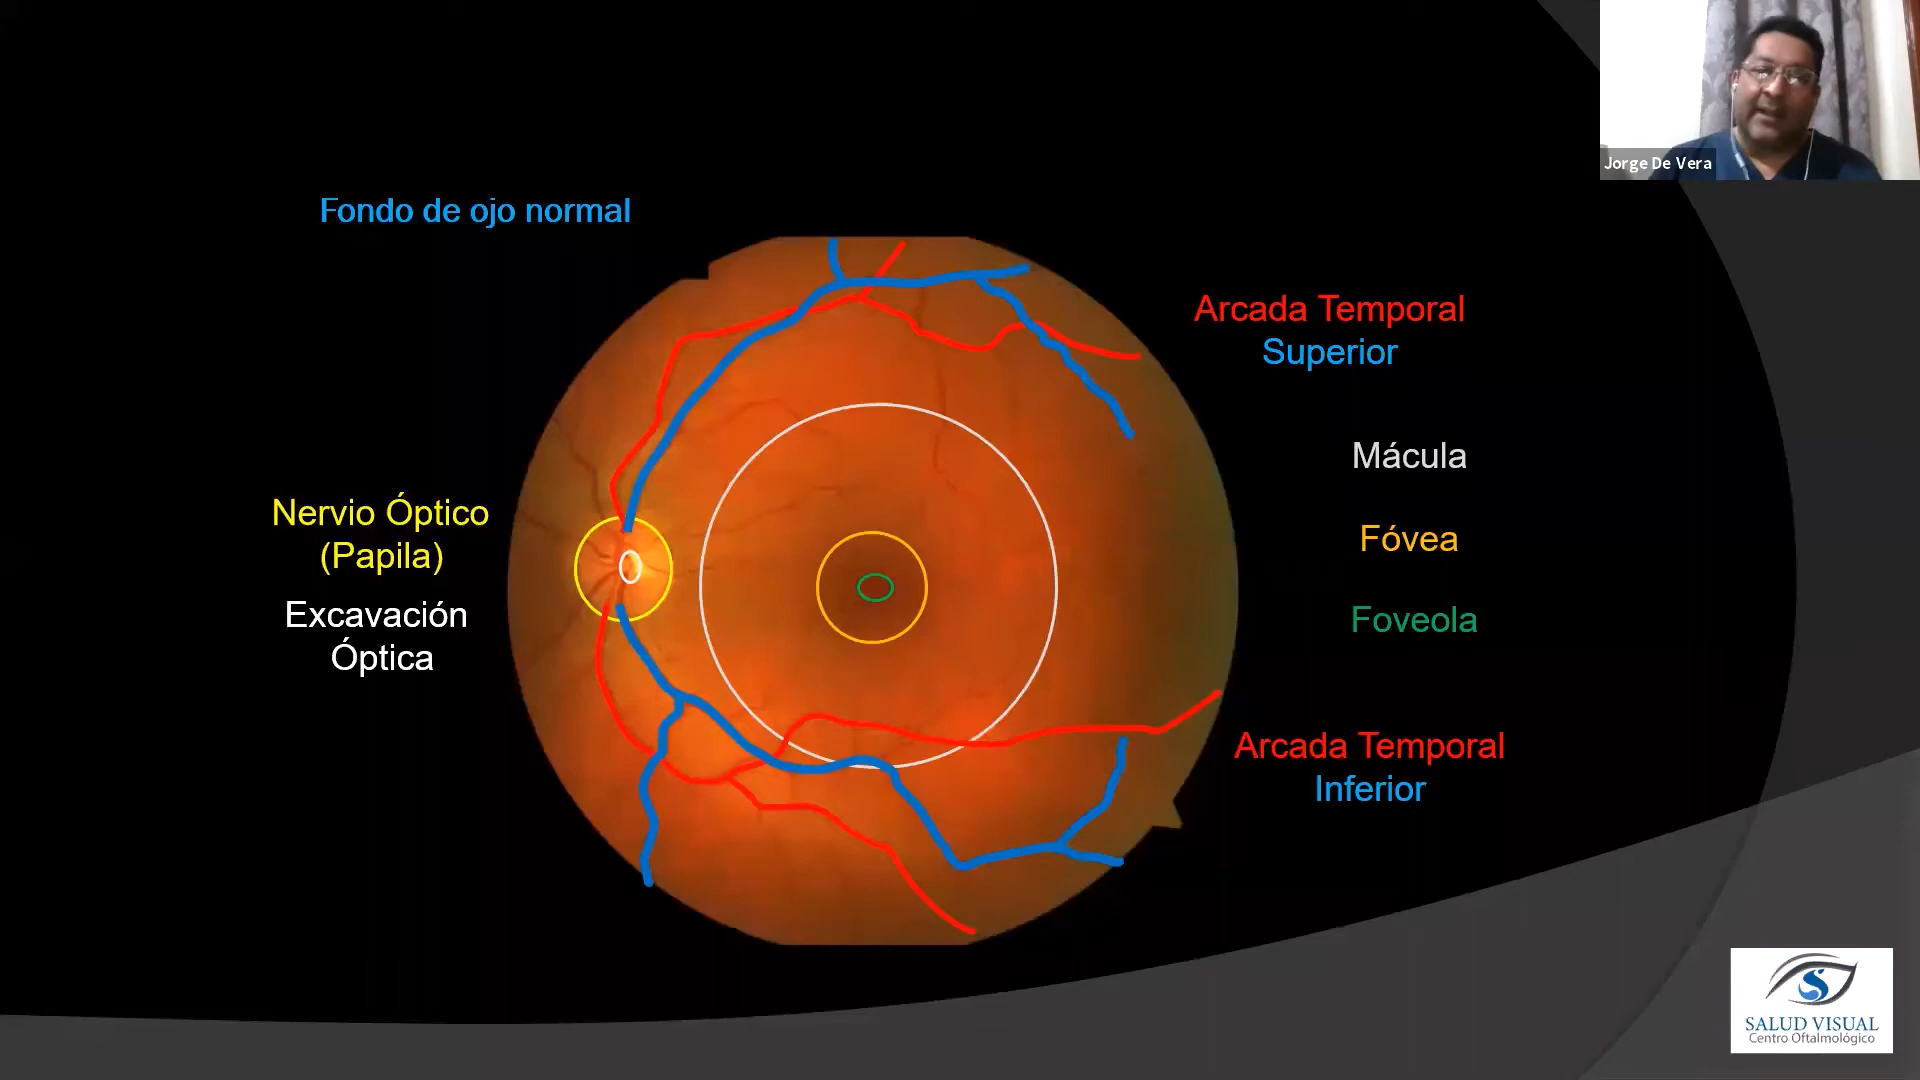 Jorge De Vera
Fondo de ojo normal
Arcada Temporal
Superior
Mácula
Fóvea
Foveola
Nervio Óptico
(Papila)
Excavación
Óptica
Arcada Temporal
Inferior
SALUD VISUAL
Centro Oftalmológico